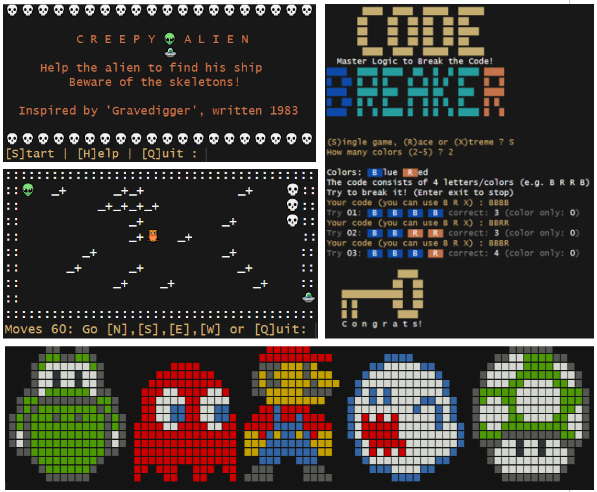 CREEPY ALIEN
Help the alien to find his ship
Beware of the skeletons!
Inspired by 'Gravedigger', written 1983
[S]tart | [H]elp | [Q]uit :
Moves 60: Go [N],[S],[E],[W] or [Q]uit:
CODE
Master Logic to Break the Code!
BREAKER
(S)ingle game, (R)ace or (X)treme ? S
How many colors (2-5) ? 2
Colors: B lue R ed
The code consists of 4 letters/colors (e.g. B R R B)
Try to break it! (Enter exit to stop)
Your code (you can use B R X) : BBBB
Try 01: B B B B correct: 3 (color only: 0)
Your code (you can use B R X) : BBRR
Try 02: B B R R correct: 3 (color only: 0)
Your code (you can use B R X) : BBBR
Try 03: B B B R correct: 4 (color only: 0)
Congrats!